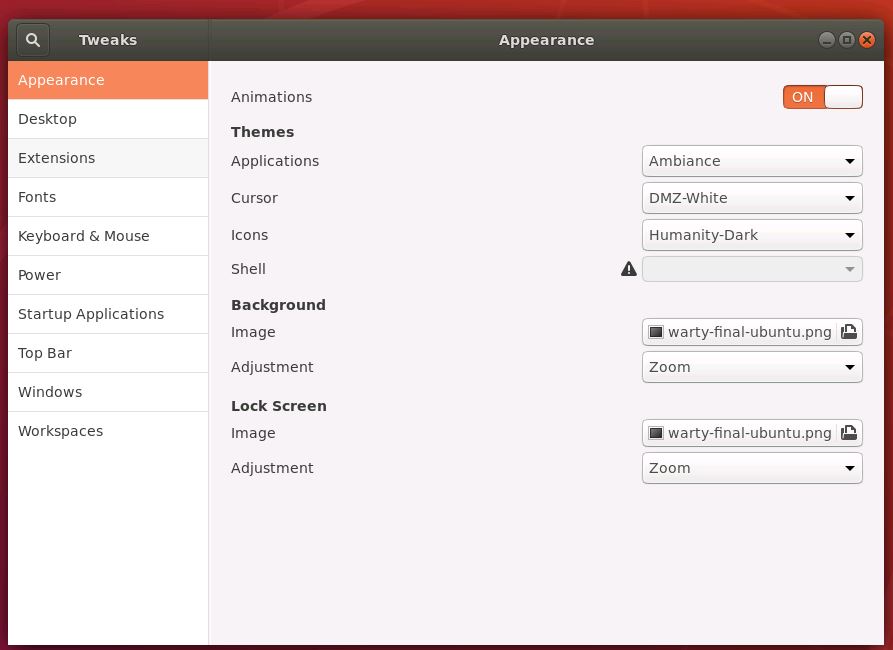 Tweaks
Appearance
Appearance
Desktop
Extensions
Fonts
Keyboard & Mouse
Power
Startup Applications
Top Bar
Windows
Workspaces
Animations ON
Themes
Applications Ambiance
Cursor DMZ-White
Icons Humanity-Dark
Shell
Background
Image warty-final-ubuntu.png
Adjustment Zoom
Lock Screen
Image warty-final-ubuntu.png
Adjustment Zoom